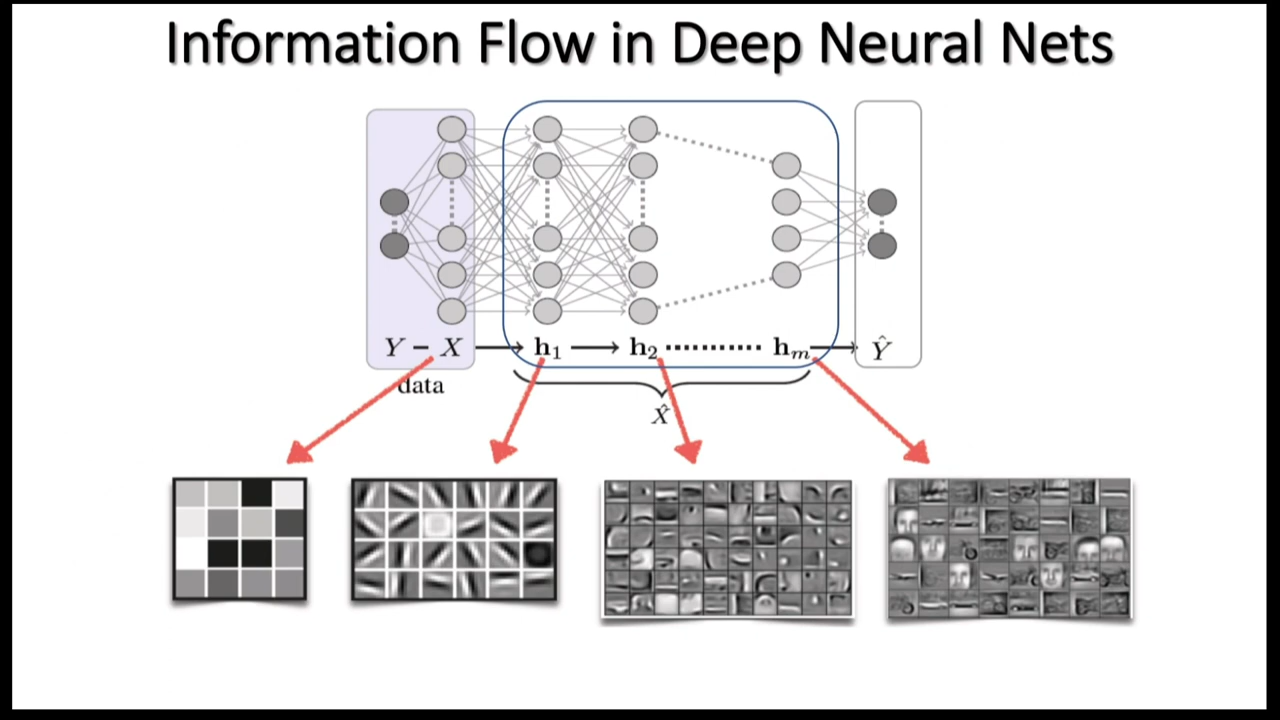 Information Flow in Deep Neural Nets
Y − X → h₁ → h₂ ⋯ hₘ → Ŷ
data
X̂